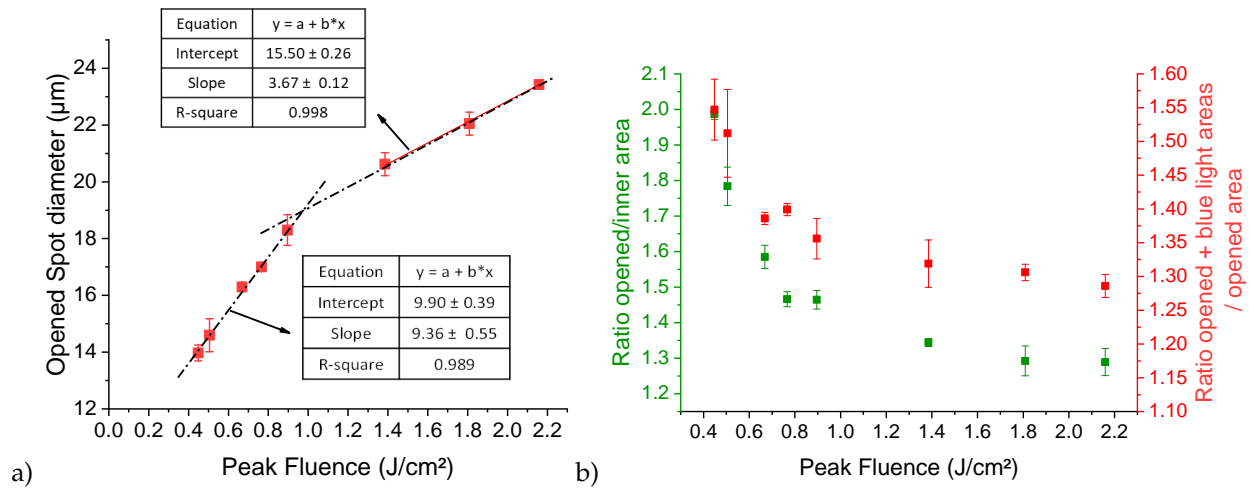 Equation y = a + b*x
Intercept 15.50 ± 0.26
Slope 3.67 ± 0.12
R-square 0.998
Opened Spot diameter (µm)
24
22
20
18
16
14
12
Equation y = a + b*x
Intercept 9.90 ± 0.39
Slope 9.36 ± 0.55
R-square 0.989
0.0 0.2 0.4 0.6 0.8 1.0 1.2 1.4 1.6 1.8 2.0 2.2
Peak Fluence (J/cm²)
a)
Ratio opened/inner area
2.1
2.0
1.9
1.8
1.7
1.6
1.5
1.4
1.3
1.2
0.4 0.6 0.8 1.0 1.2 1.4 1.6 1.8 2.0 2.2
Peak Fluence (J/cm²)
1.60
1.55
1.50
1.45
1.40
1.35
1.30
1.25
1.20
1.15
1.10
Ratio opened + blue light areas
/ opened area
b)